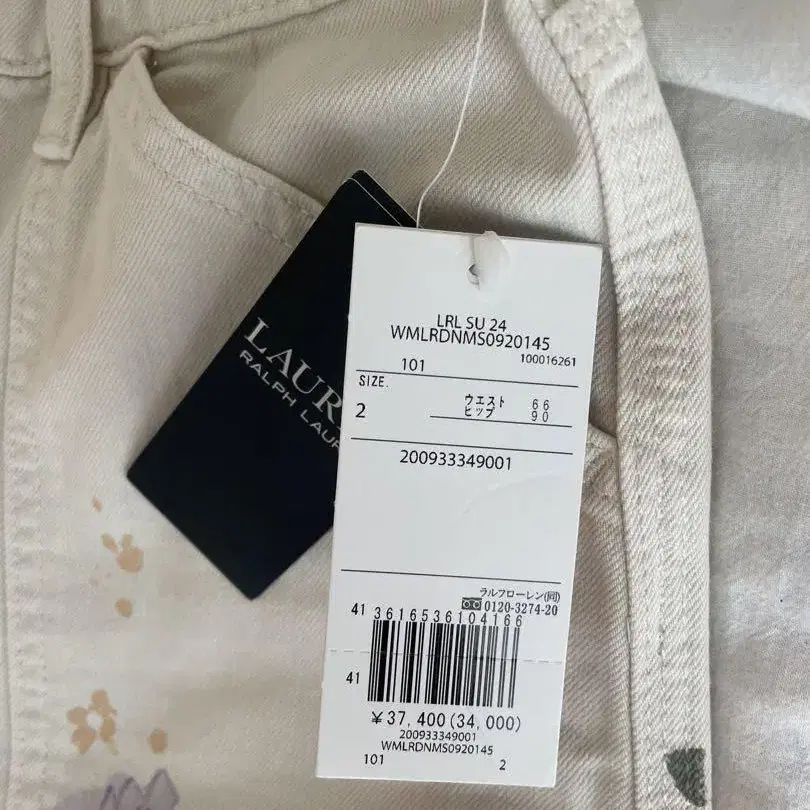 LAUR
RALPH LAUR
LRL SU 24
WMLRDNMS0920145
101
100016261
SIZE.
2
ウエスト 66
ヒップ 90
200933349001
ラルフローレン(同)
0120-3274-20
41 3616536104166
41
¥37,400(34,000)
200933349001
WMLRDNMS0920145
101 2